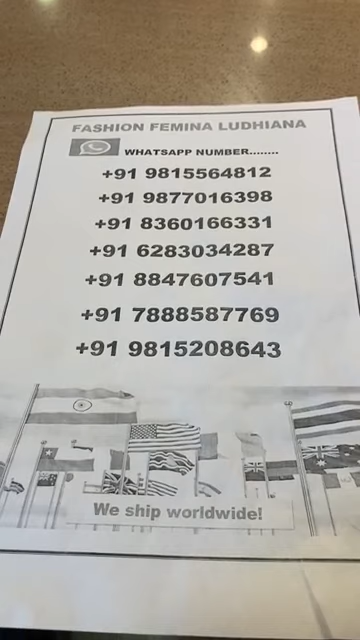 FASHION FEMINA LUDHIANA
WHATSAPP NUMBER........
+91 9815564812
+91 9877016398
+91 8360166331
+91 6283034287
+91 8847607541
+91 7888587769
+91 9815208643
We ship worldwide!